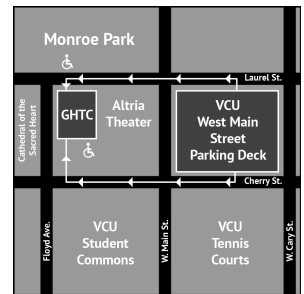 Monroe Park
Laurel St.
Cathedral of the
Sacred Heart
GHTC
Altria
Theater
VCU
West Main
Street
Parking Deck
Cherry St.
Floyd Ave.
VCU
Student
Commons
W. Main St.
VCU
Tennis
Courts
W. Cary St.